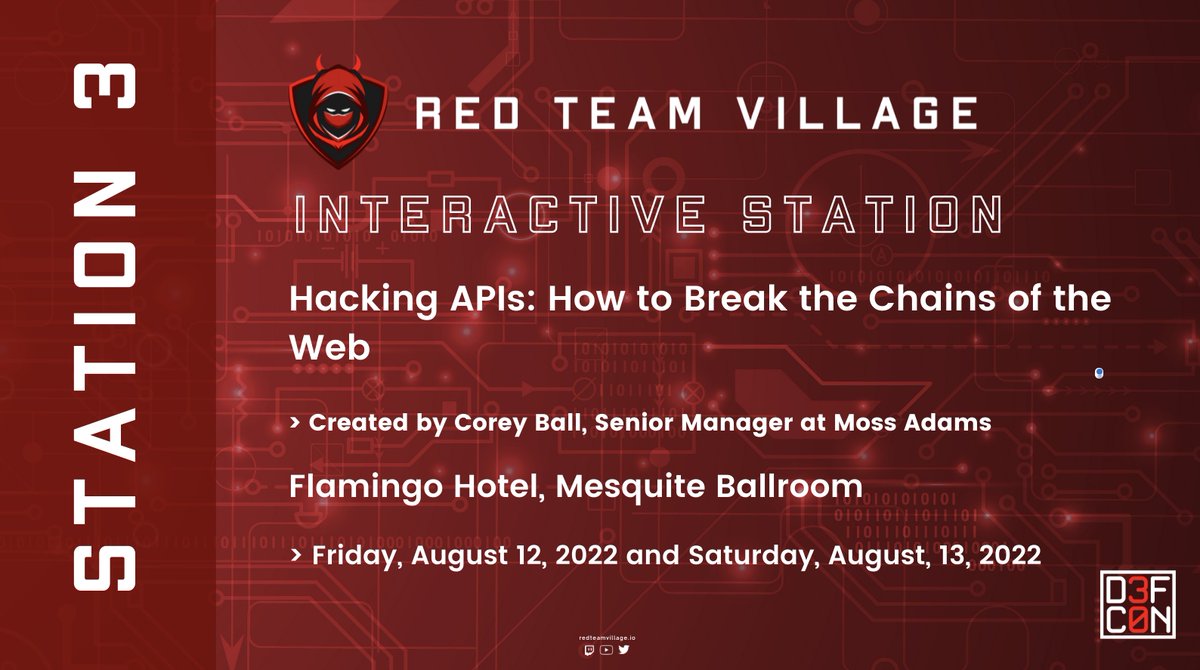 STATION 3
RED TEAM VILLAGE
INTERACTIVE STATION
Hacking APIs: How to Break the Chains of the
Web
> Created by Corey Ball, Senior Manager at Moss Adams
Flamingo Hotel, Mesquite Ballroom
> Friday, August 12, 2022 and Saturday, August, 13, 2022
D3F
C0N
redteamvillage.io